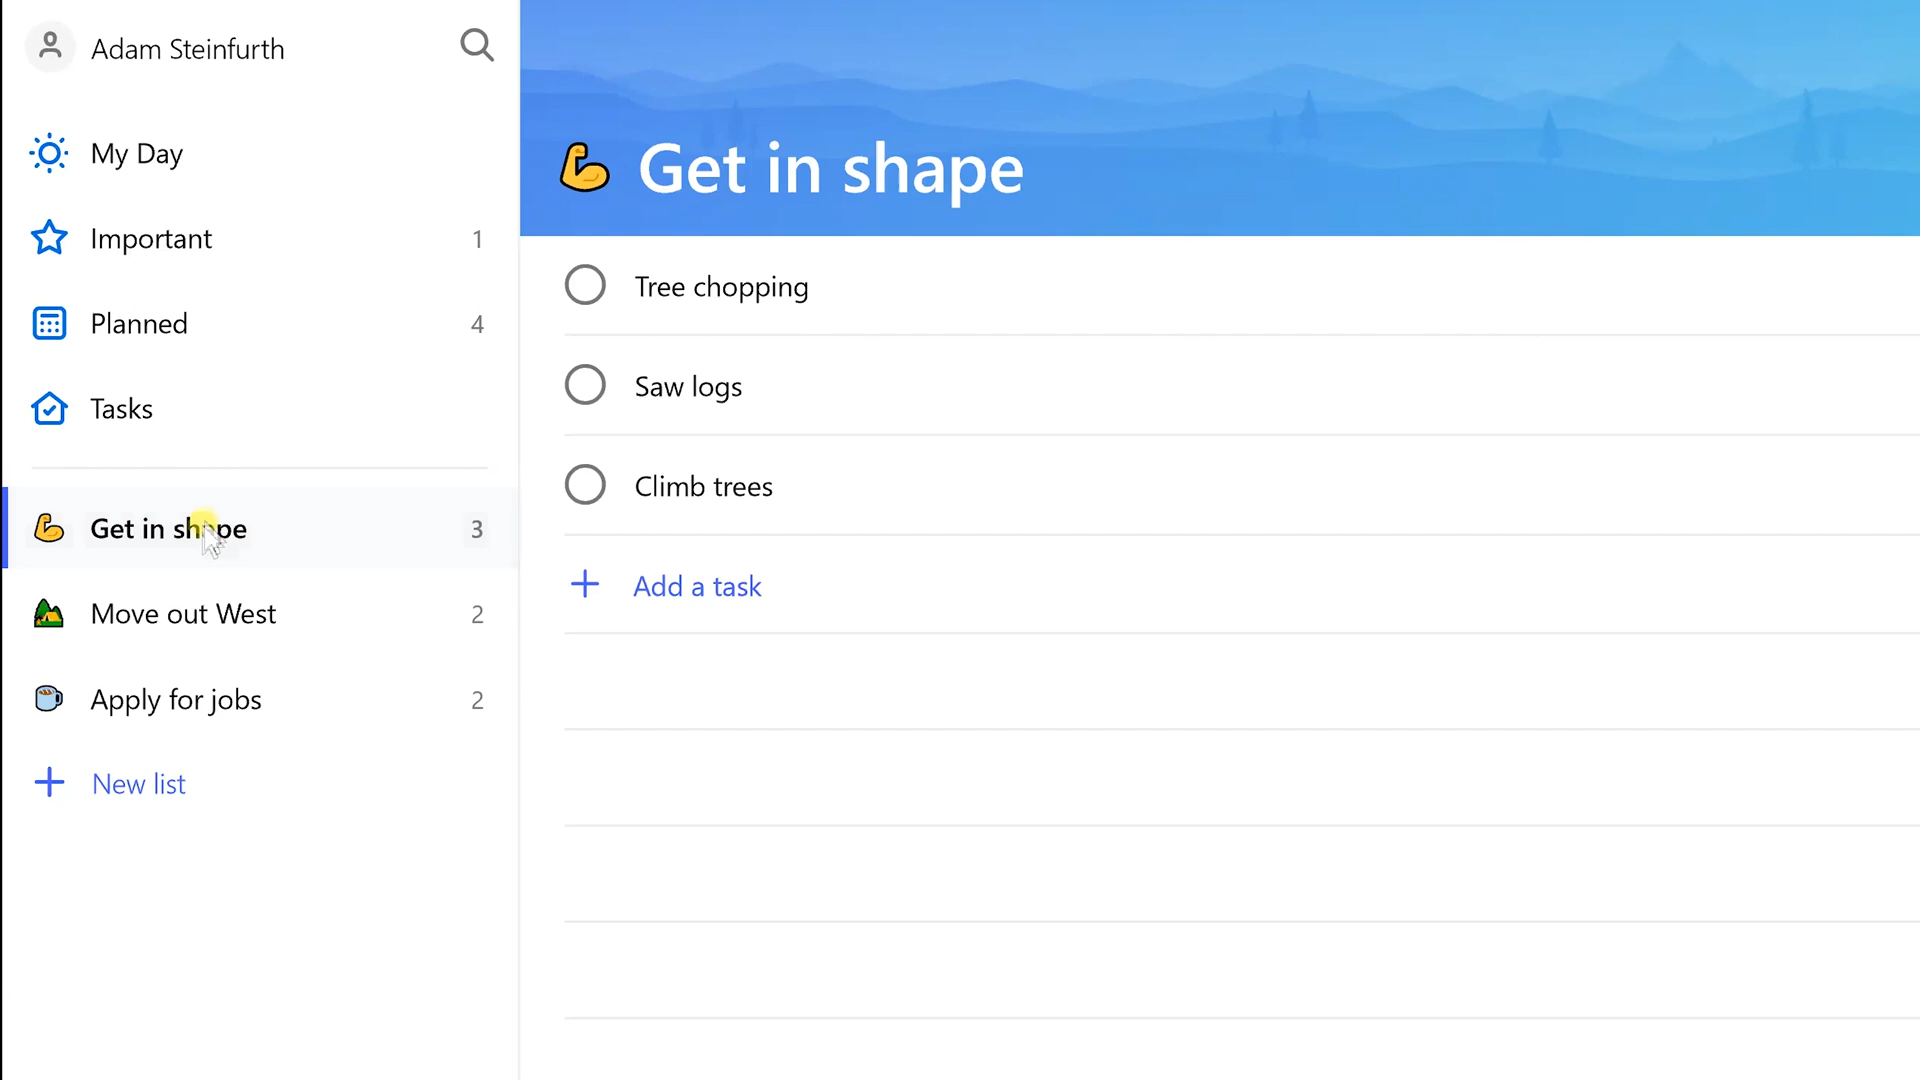 Adam Steinfurth
My Day
Important 1
Planned 4
Tasks
Get in shape 3
Move out West 2
Apply for jobs 2
New list
Get in shape
Tree chopping
Saw logs
Climb trees
Add a task